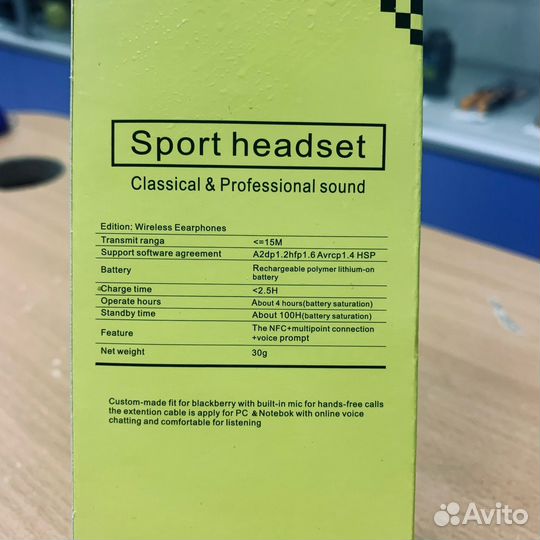 Sport headset
Classical & Professional sound
Edition: Wireless Eearphones
Transmit ranga <=15M
Support software agreement A2dp1.2hfp1.6 Avrcp1.4 HSP
Battery Rechargeable polymer lithium-on
battery
Charge time <2.5H
Operate hours About 4 hours(battery saturation)
Standby time About 100H(battery saturation)
Feature The NFC+multipoint connection
+voice prompt
Net weight 30g
Custom-made fit for blackberry with built-in mic for hands-free calls
the extention cable is apply for PC & Notebok with online voice
chatting and comfortable for listening
Avito